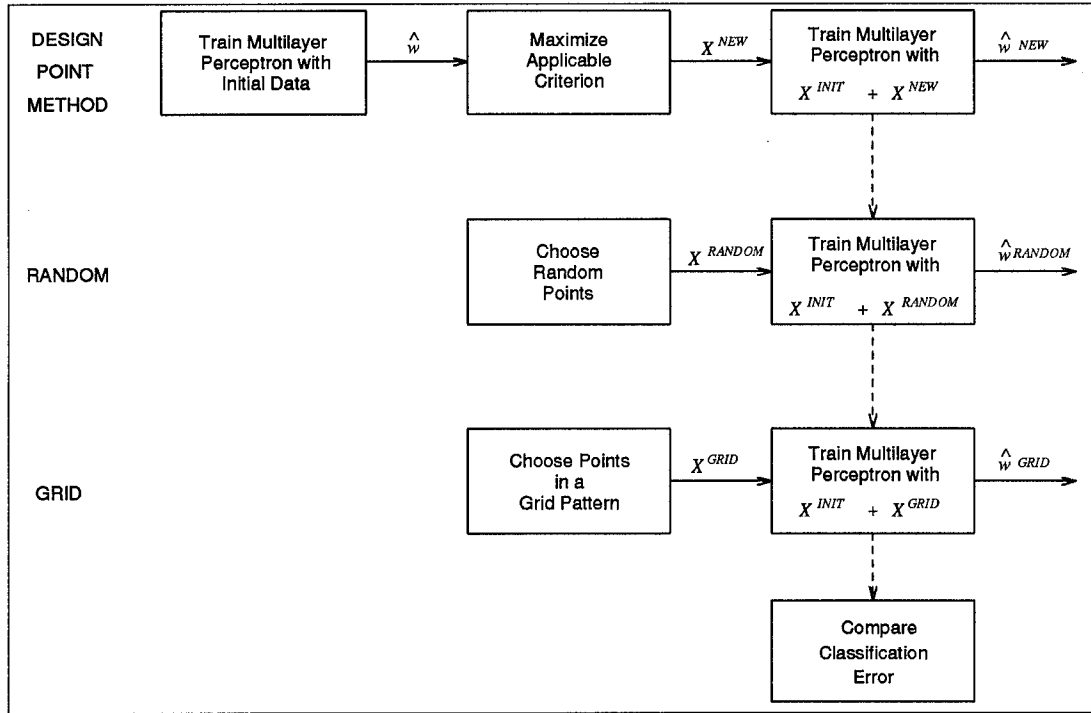 DESIGN
POINT
METHOD
Train Multilayer
Perceptron with
Initial Data
ŵ
Maximize
Applicable
Criterion
X^NEW
Train Multilayer
Perceptron with
X^INIT + X^NEW
ŵ^NEW
RANDOM
Choose
Random
Points
X^RANDOM
Train Multilayer
Perceptron with
X^INIT + X^RANDOM
ŵ^RANDOM
GRID
Choose Points
in a
Grid Pattern
X^GRID
Train Multilayer
Perceptron with
X^INIT + X^GRID
ŵ^GRID
Compare
Classification
Error